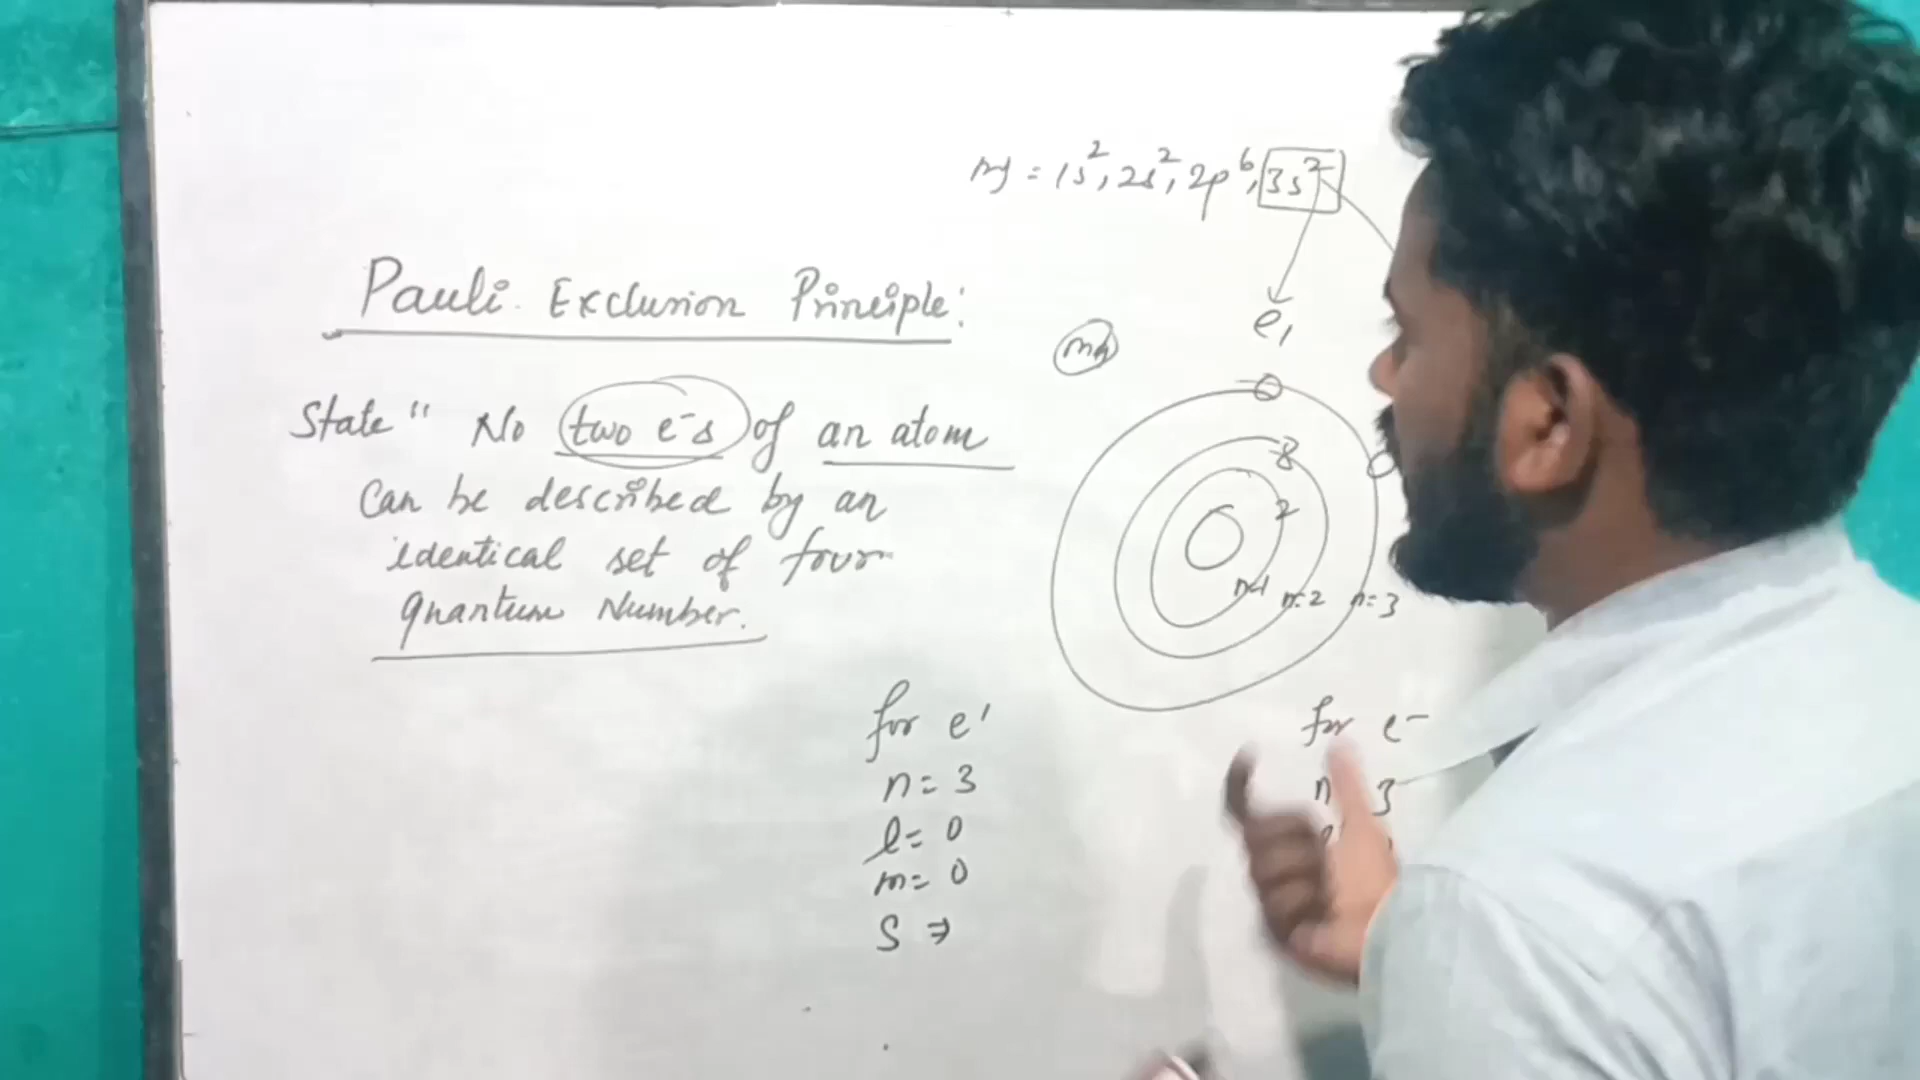 Mg = 1s², 2s², 2p⁶, 3s²
e₁
Pauli Exclusion Principle:
Mg
State " No two e⁻s of an atom
Can be described by an
identical set of four
quantum Number.
8
2
n=1 n=2 n=3
for e'
n = 3
l = 0
m = 0
S ⇒
for e⁻
n 3